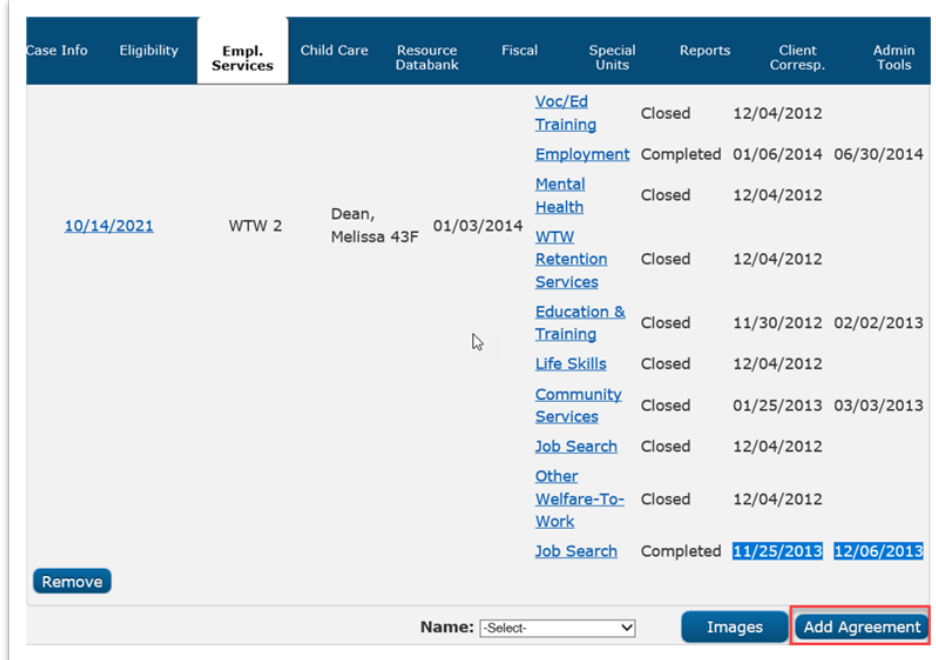 Case Info Eligibility Empl. Services Child Care Resource Databank Fiscal Special Units Reports Client Corresp. Admin Tools
Voc/Ed Training Closed 12/04/2012
Employment Completed 01/06/2014 06/30/2014
Mental Health Closed 12/04/2012
10/14/2021 WTW 2 Dean, Melissa 43F 01/03/2014
WTW Retention Services Closed 12/04/2012
Education & Training Closed 11/30/2012 02/02/2013
Life Skills Closed 12/04/2012
Community Services Closed 01/25/2013 03/03/2013
Job Search Closed 12/04/2012
Other Welfare-To-Work Closed 12/04/2012
Job Search Completed 11/25/2013 12/06/2013
Remove
Name: -Select- Images Add Agreement